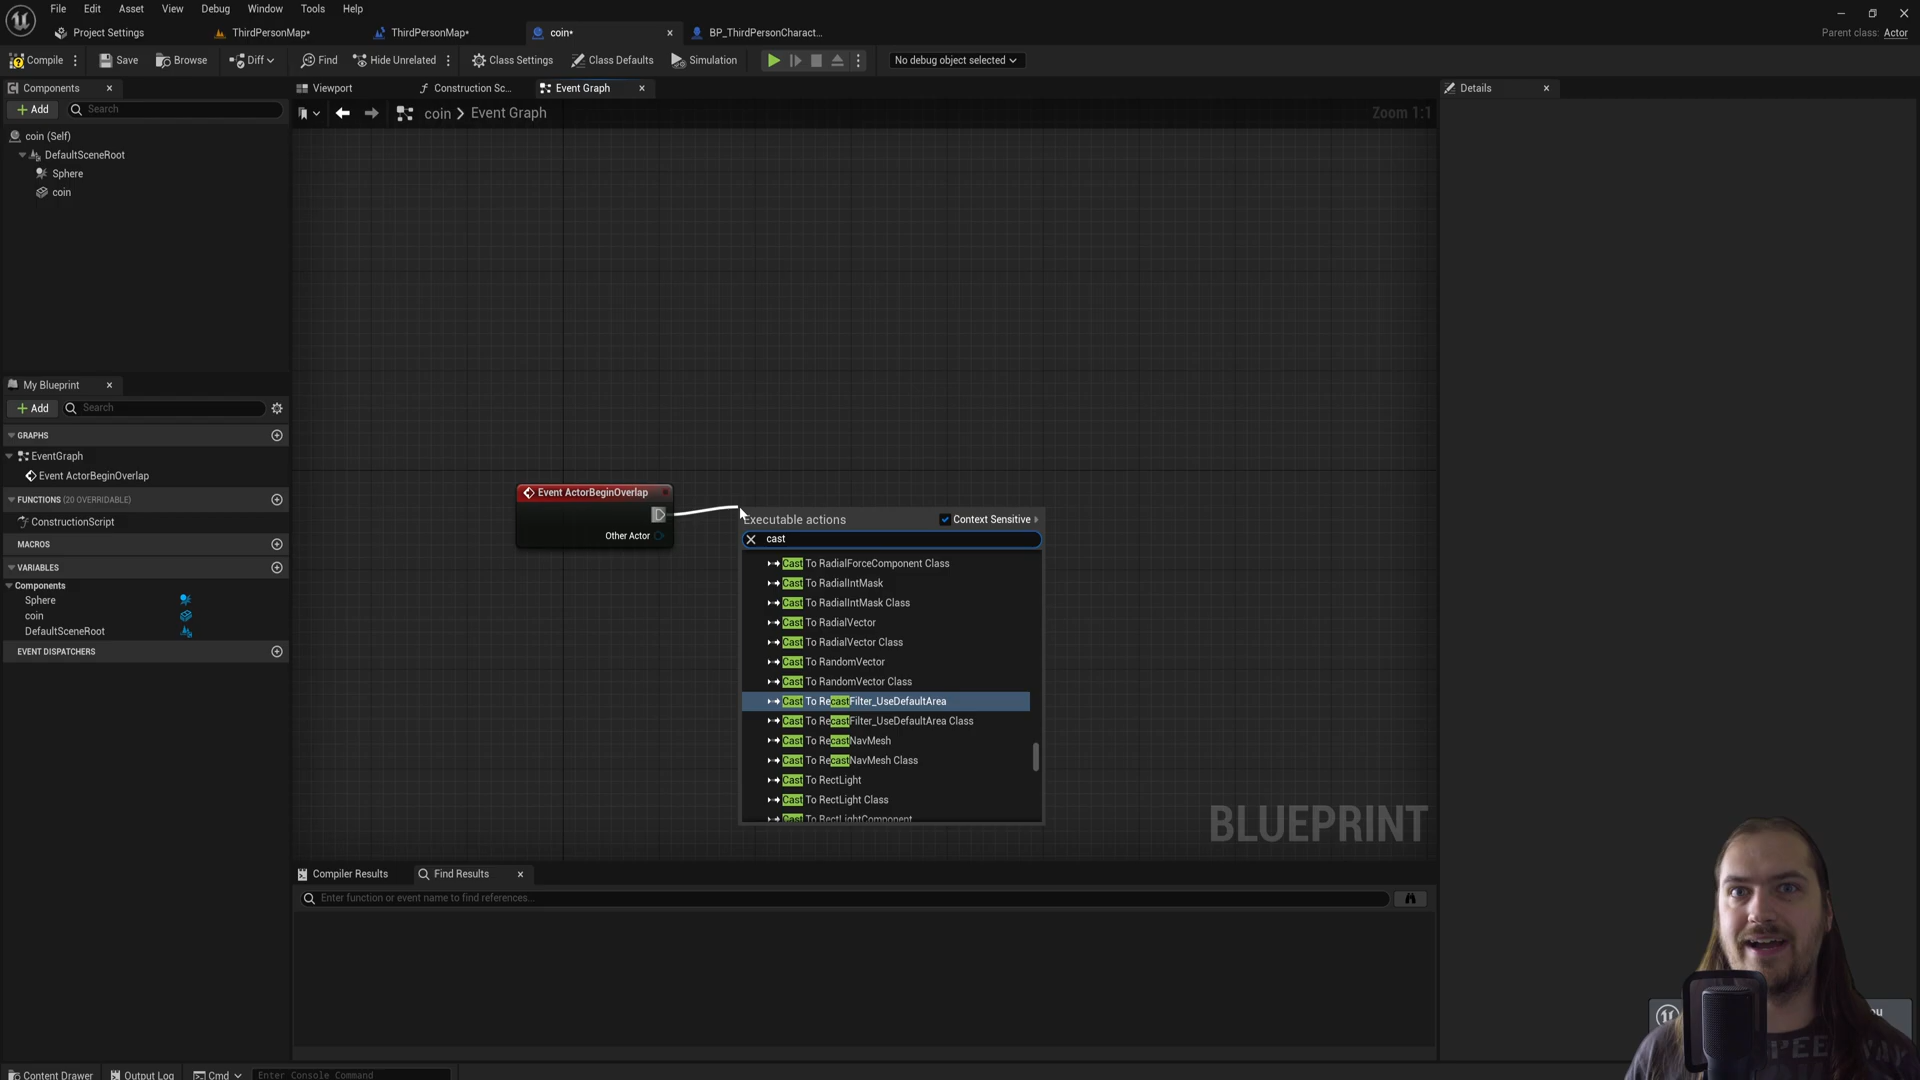 File Edit Asset View Debug Window Tools Help
Project Settings ThirdPersonMap• ThirdPersonMap• coin• BP_ThirdPersonCharact... Parent class: Actor
Compile Save Browse Diff Find Hide Unrelated Class Settings Class Defaults Simulation No debug object selected
Components Viewport Construction Sc... Event Graph Details
Add Search coin > Event Graph Zoom 1:1
coin (Self)
DefaultSceneRoot
Sphere
coin
My Blueprint
Add Search
GRAPHS
EventGraph
Event ActorBeginOverlap
FUNCTIONS (20 OVERRIDABLE)
ConstructionScript
MACROS
VARIABLES
Components
Sphere
coin
DefaultSceneRoot
EVENT DISPATCHERS
Event ActorBeginOverlap
Other Actor
Executable actions Context Sensitive
cast
Cast To RadialForceComponent Class
Cast To RadialIntMask
Cast To RadialIntMask Class
Cast To RadialVector
Cast To RadialVector Class
Cast To RandomVector
Cast To RandomVector Class
Cast To RecastFilter_UseDefaultArea
Cast To RecastFilter_UseDefaultArea Class
Cast To RecastNavMesh
Cast To RecastNavMesh Class
Cast To RectLight
Cast To RectLight Class
Cast To RectLightComponent
BLUEPRINT
Compiler Results Find Results
Enter function or event name to find references...
Content Drawer Output Log Cmd Enter Console Command